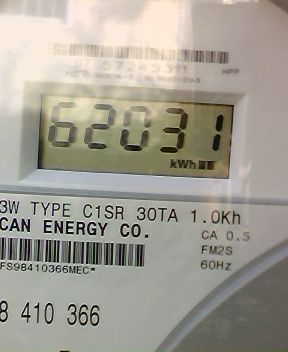 62031
kWh
3W TYPE C1SR 30TA 1.0Kh
CAN ENERGY CO.
CA 0.5
FM2S
FS98410366MEC*
60Hz
8 410 366